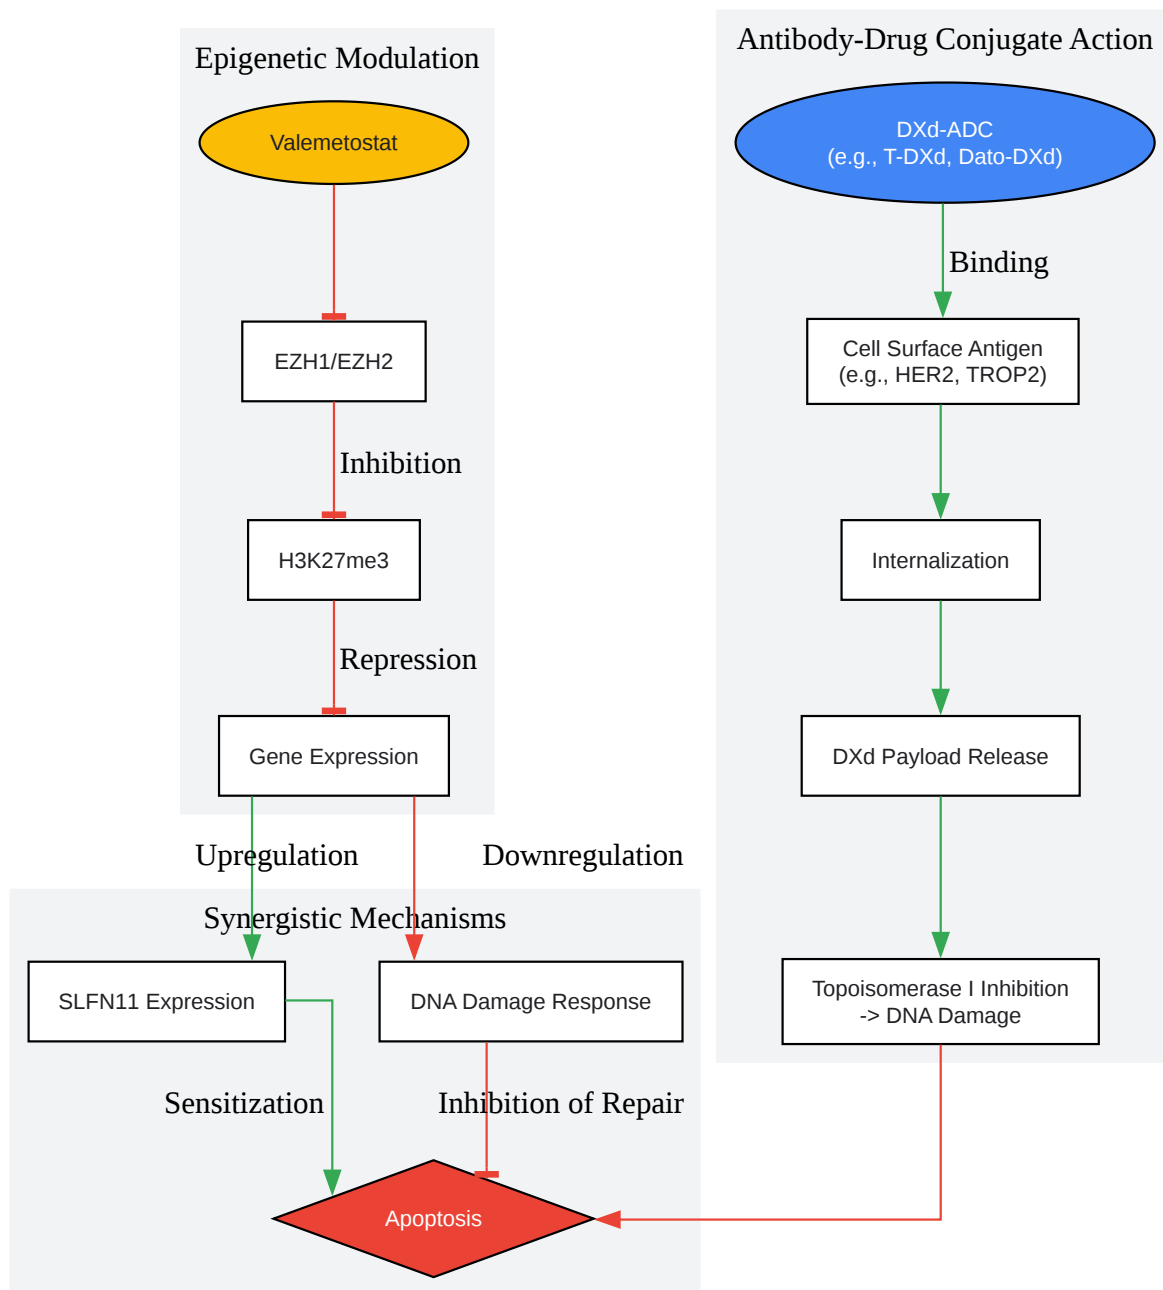 Epigenetic Modulation
Valemetostat
EZH1/EZH2
Inhibition
H3K27me3
Repression
Gene Expression
Upregulation
Downregulation
Synergistic Mechanisms
SLFN11 Expression
DNA Damage Response
Sensitization
Inhibition of Repair
Apoptosis
Antibody-Drug Conjugate Action
DXd-ADC
(e.g., T-DXd, Dato-DXd)
Binding
Cell Surface Antigen
(e.g., HER2, TROP2)
Internalization
DXd Payload Release
Topoisomerase I Inhibition
-> DNA Damage